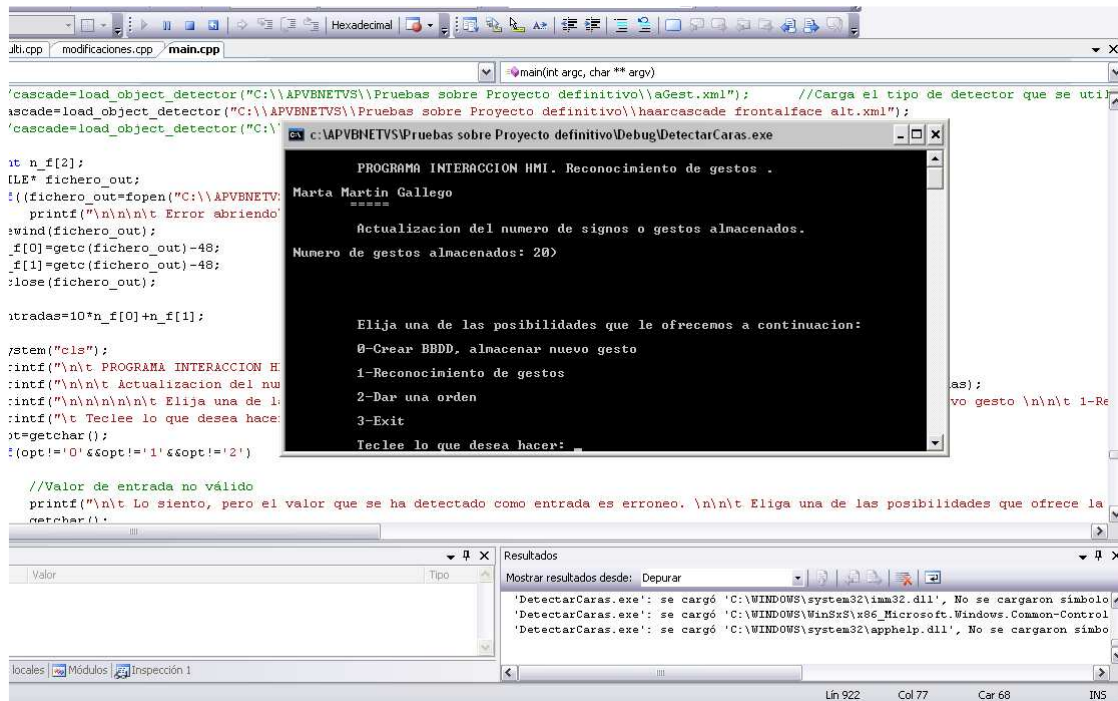 Hexadecimal
ulti.cpp modificaciones.cpp main.cpp
main(int argc, char ** argv)
/cascade=load_object_detector("C:\\APVBNETVS\\Pruebas sobre Proyecto definitivo\\aGest.xml"); //Carga el tipo de detector que se util
ascade=load_object_detector("C:\\APVBNETVS\\Pruebas sobre Proyecto definitivo\\haarcascade frontalface alt.xml");
/cascade=load_object_detector("C:\
nt n_f[2];
ILE* fichero_out;
f((fichero_out=fopen("C:\\APVBNETV
printf("\n\n\n\t Error abriendo
ewind(fichero_out);
_f[0]=getc(fichero_out)-48;
_f[1]=getc(fichero_out)-48;
close(fichero_out);
ntradas=10*n_f[0]+n_f[1];
ystem("cls");
rintf("\n\t PROGRAMA INTERACCION H
rintf("\n\n\t Actualizacion del nu
as);
rintf("\n\n\n\n\t Elija una de l
vo gesto \n\n\t 1-Re
rintf("\t Teclee lo que desea hace
pt=getchar();
f(opt!='0'&&opt!='1'&&opt!='2')
//Valor de entrada no válido
printf("\n\t Lo siento, pero el valor que se ha detectado como entrada es erroneo. \n\n\t Eliga una de las posibilidades que ofrece la
getchar();
c:\APVBNETVS\Pruebas sobre Proyecto definitivo\Debug\DetectarCaras.exe
PROGRAMA INTERACCION HMI. Reconocimiento de gestos .
Marta Martin Gallego
=====
Actualizacion del numero de signos o gestos almacenados.
Numero de gestos almacenados: 20)
Elija una de las posibilidades que le ofrecemos a continuacion:
0-Crear BBDD, almacenar nuevo gesto
1-Reconocimiento de gestos
2-Dar una orden
3-Exit
Teclee lo que desea hacer: _
Valor Tipo
locales Módulos Inspección 1
Resultados
Mostrar resultados desde: Depurar
'DetectarCaras.exe': se cargó 'C:\WINDOWS\system32\imm32.dll', No se cargaron símbolo
'DetectarCaras.exe': se cargó 'C:\WINDOWS\WinSxS\x86_Microsoft.Windows.Common-Control
'DetectarCaras.exe': se cargó 'C:\WINDOWS\system32\apphelp.dll', No se cargaron símbo
Lín 922 Col 77 Car 68 INS